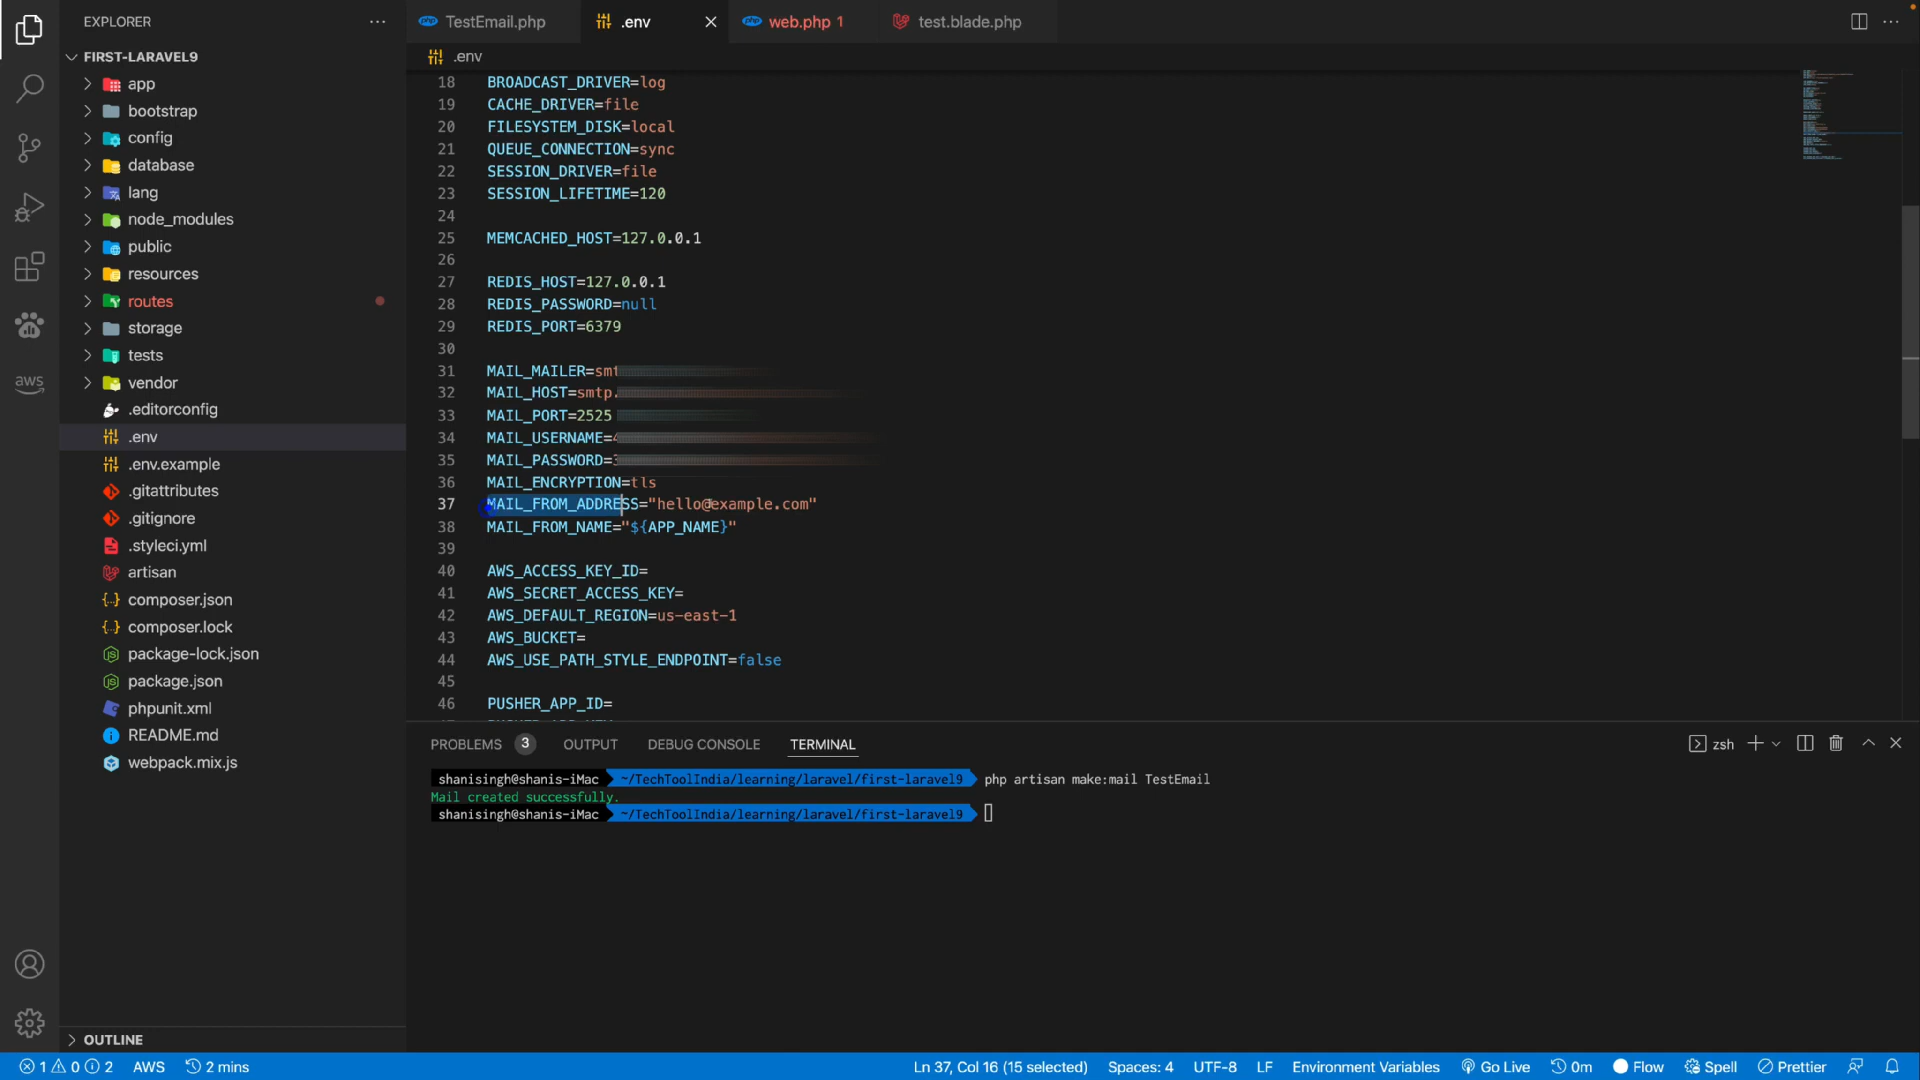 EXPLORER
FIRST-LARAVEL9
app
bootstrap
config
database
lang
node_modules
public
resources
routes
storage
tests
vendor
.editorconfig
.env
.env.example
.gitattributes
.gitignore
.styleci.yml
artisan
composer.json
composer.lock
package-lock.json
package.json
phpunit.xml
README.md
webpack.mix.js
OUTLINE
aws
TestEmail.php .env web.php 1 test.blade.php
.env
18 BROADCAST_DRIVER=log
19 CACHE_DRIVER=file
20 FILESYSTEM_DISK=local
21 QUEUE_CONNECTION=sync
22 SESSION_DRIVER=file
23 SESSION_LIFETIME=120
24
25 MEMCACHED_HOST=127.0.0.1
26
27 REDIS_HOST=127.0.0.1
28 REDIS_PASSWORD=null
29 REDIS_PORT=6379
30
31 MAIL_MAILER=smt
32 MAIL_HOST=smtp.
33 MAIL_PORT=2525
34 MAIL_USERNAME=
35 MAIL_PASSWORD=
36 MAIL_ENCRYPTION=tls
37 MAIL_FROM_ADDRESS="hello@example.com"
38 MAIL_FROM_NAME="${APP_NAME}"
39
40 AWS_ACCESS_KEY_ID=
41 AWS_SECRET_ACCESS_KEY=
42 AWS_DEFAULT_REGION=us-east-1
43 AWS_BUCKET=
44 AWS_USE_PATH_STYLE_ENDPOINT=false
45
46 PUSHER_APP_ID=
PROBLEMS 3 OUTPUT DEBUG CONSOLE TERMINAL zsh
shanisingh@shanis-iMac ~/TechToolIndia/learning/laravel/first-laravel9 php artisan make:mail TestEmail
Mail created successfully.
shanisingh@shanis-iMac ~/TechToolIndia/learning/laravel/first-laravel9
1 0 2 AWS 2 mins Ln 37, Col 16 (15 selected) Spaces: 4 UTF-8 LF Environment Variables Go Live 0m Flow Spell Prettier